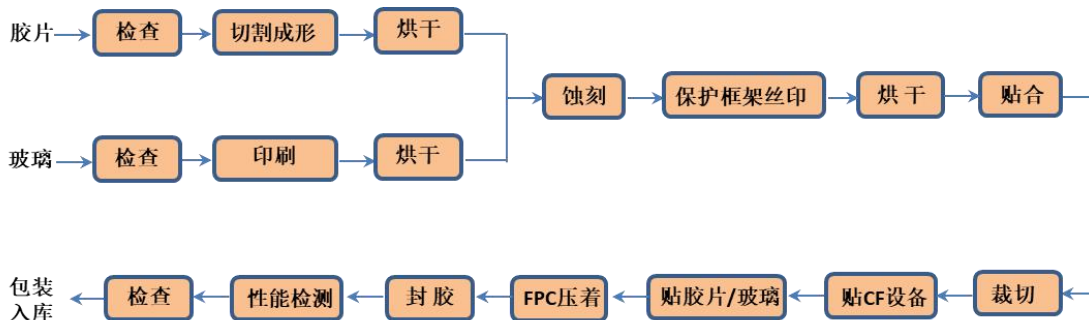 胶片 检查 切割成形 烘干
蚀刻 保护框架丝印 烘 干 贴合
玻璃 检查 印刷 烘干
包装
入库 检查 性能检测 封 胶 FPC压着 贴胶片/玻璃 贴CF设备 裁切